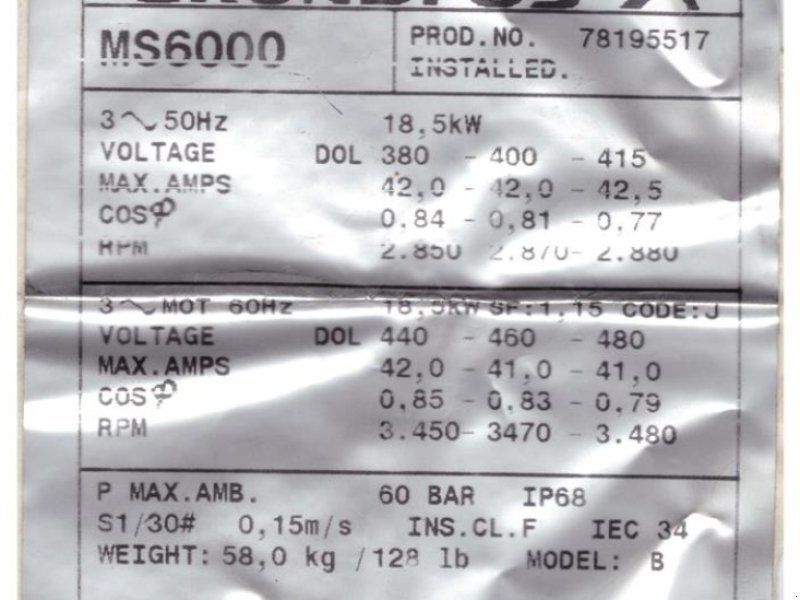 GRUNDFOS X
MS6000
PROD.NO. 78195517
INSTALLED.
3~50Hz 18,5kW
VOLTAGE DOL 380 - 400 - 415
MAX.AMPS 42,0 - 42,0 - 42,5
COSφ 0,84 - 0,81 - 0,77
RPM 2.850 2.870- 2.880
3~MOT 60Hz 18,5kW SF:1,15 CODE:J
VOLTAGE DOL 440 - 460 - 480
MAX.AMPS 42,0 - 41,0 - 41,0
COSφ 0,85 - 0,83 - 0,79
RPM 3.450- 3470 - 3.480
P MAX.AMB. 60 BAR IP68
S1/30# 0,15m/s INS.CL.F IEC 34
WEIGHT: 58,0 kg /128 lb MODEL: B